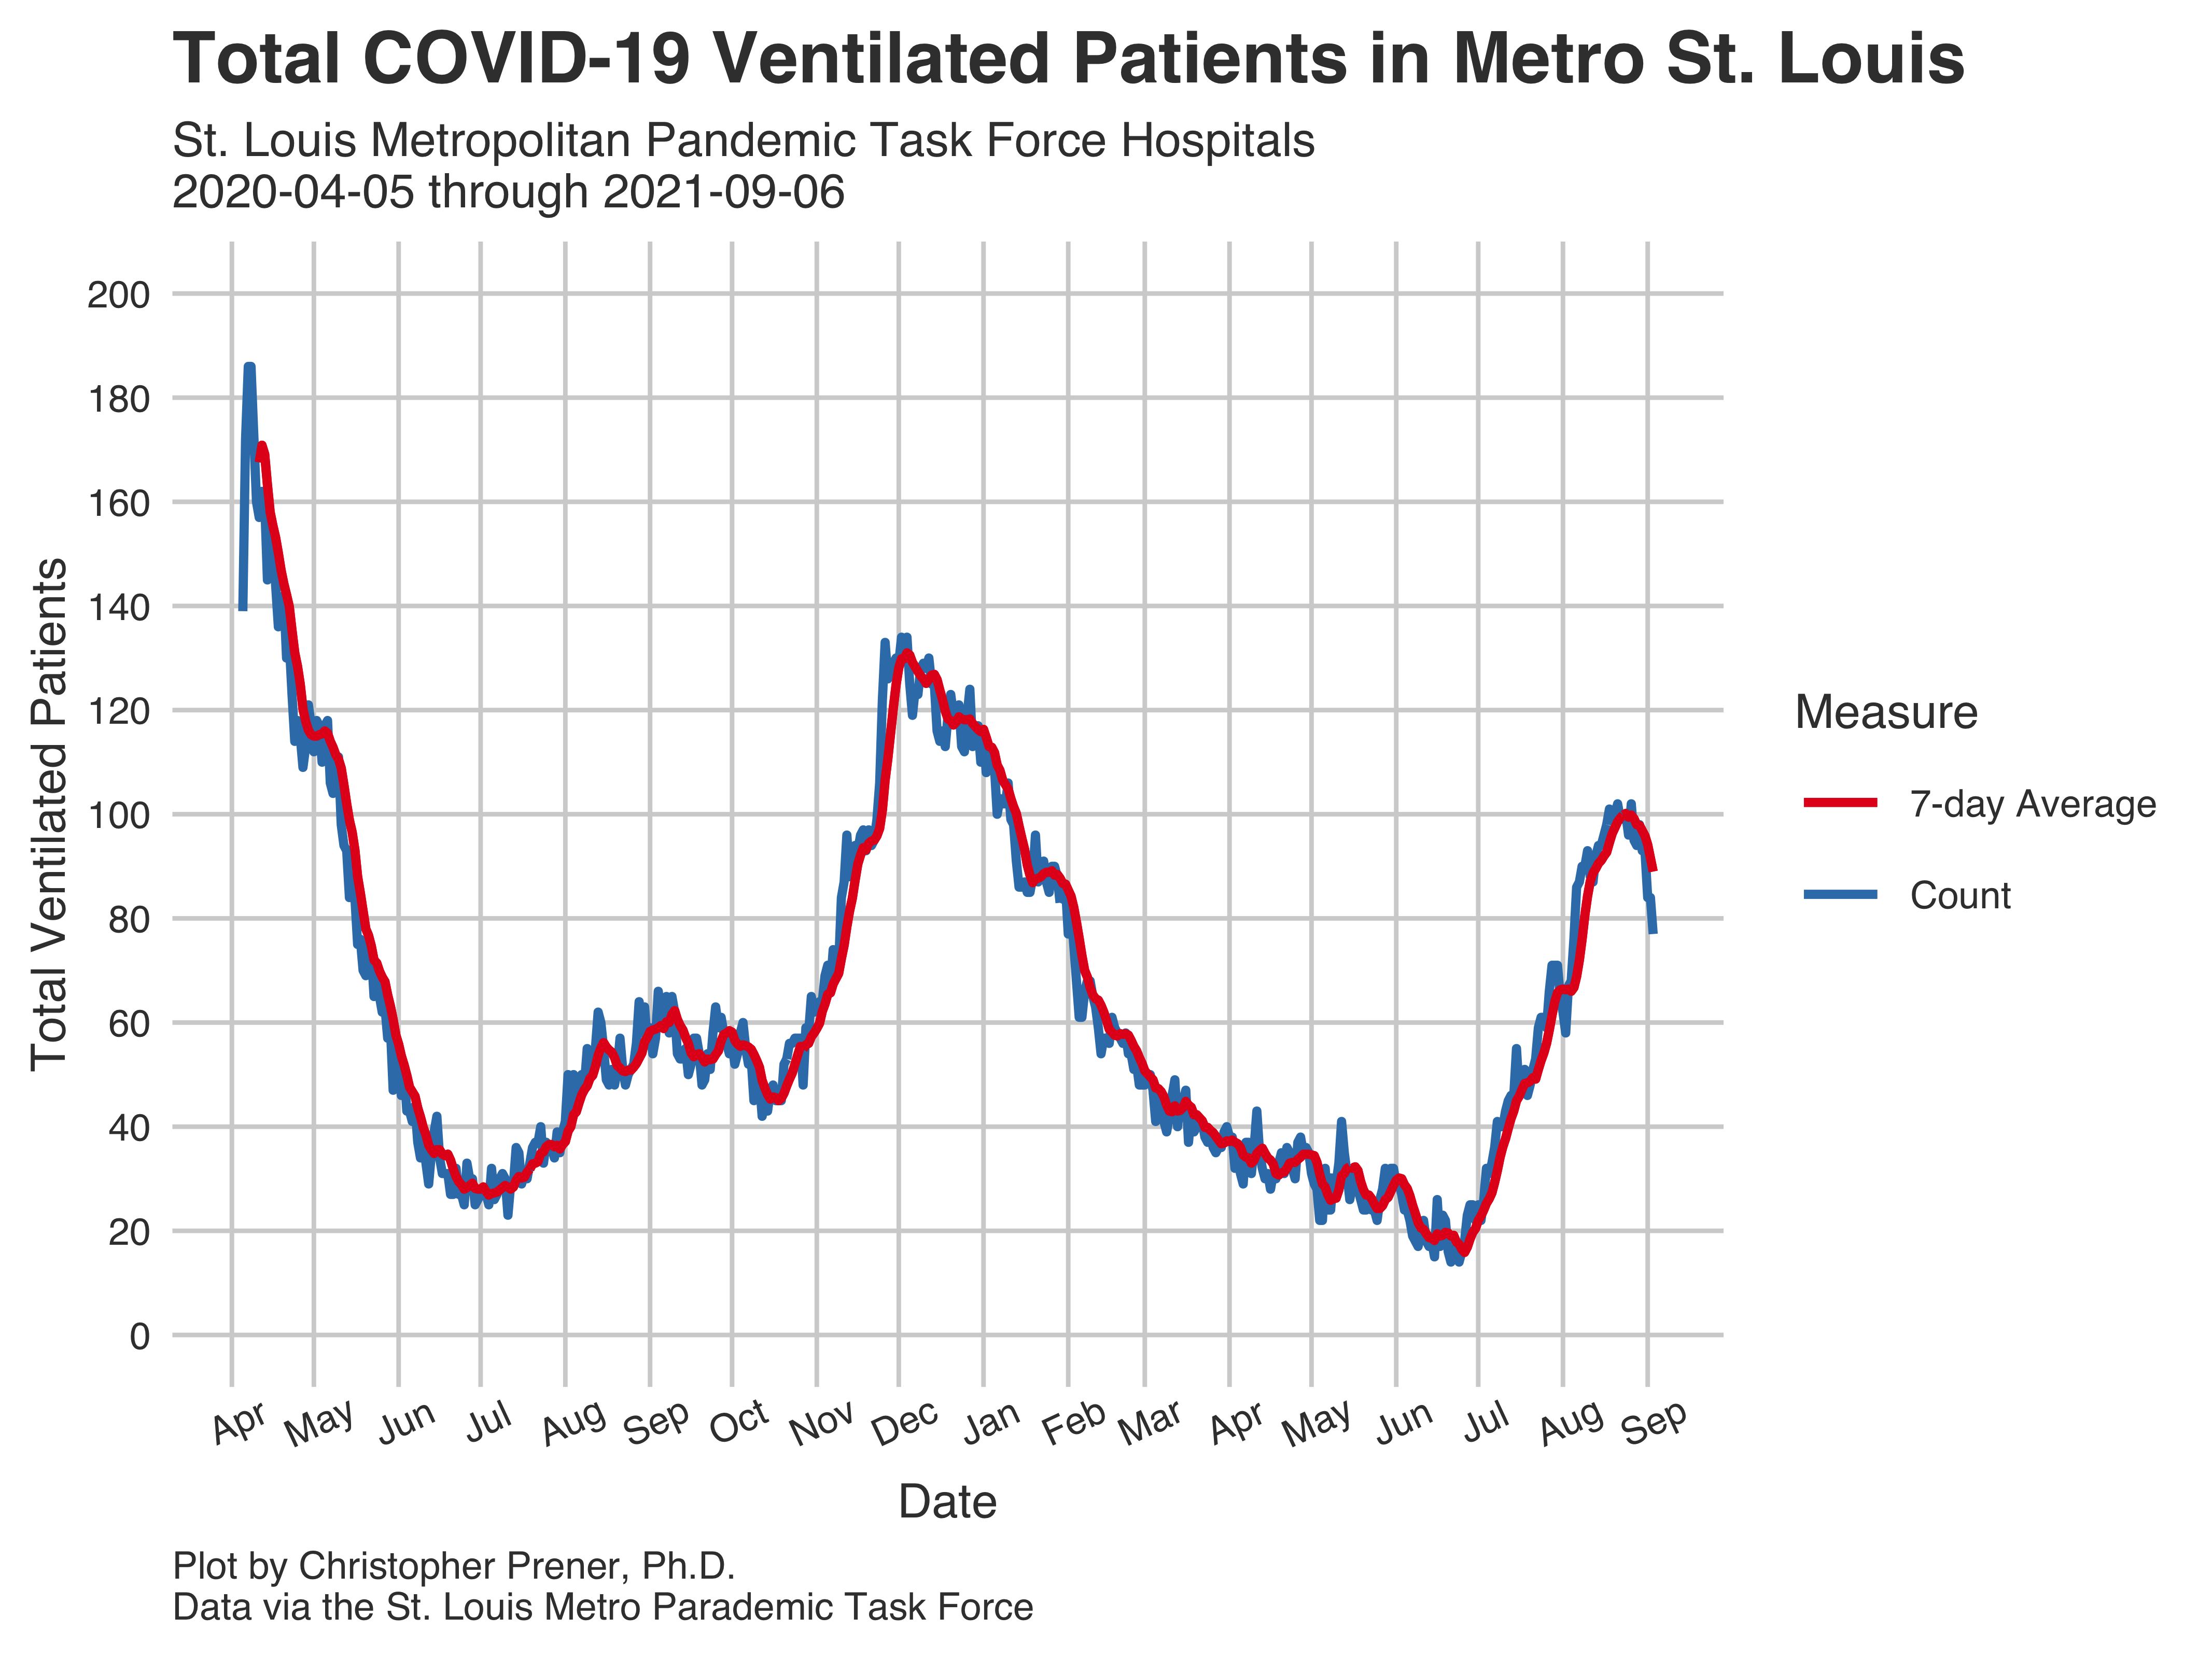 Total COVID-19 Ventilated Patients in Metro St. Louis
St. Louis Metropolitan Pandemic Task Force Hospitals
2020-04-05 through 2021-09-06
Total Ventilated Patients
200
180
160
140
120
100
80
60
40
20
0
Apr May Jun Jul Aug Sep Oct Nov Dec Jan Feb Mar Apr May Jun Jul Aug Sep
Date
Measure
7-day Average
Count
Plot by Christopher Prener, Ph.D.
Data via the St. Louis Metro Parademic Task Force